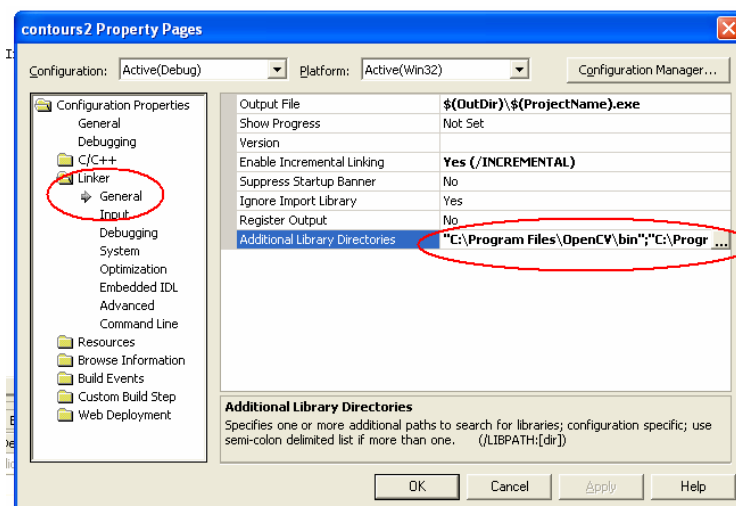 contours2 Property Pages
Configuration: Active(Debug) Platform: Active(Win32) Configuration Manager...
Configuration Properties
General
Debugging
C/C++
Linker
General
Input
Debugging
System
Optimization
Embedded IDL
Advanced
Command Line
Resources
Browse Information
Build Events
Custom Build Step
Web Deployment
Output File $(OutDir)\$(ProjectName).exe
Show Progress Not Set
Version
Enable Incremental Linking Yes (/INCREMENTAL)
Suppress Startup Banner No
Ignore Import Library Yes
Register Output No
Additional Library Directories "C:\Program Files\OpenCV\bin";"C:\Progr ...
Additional Library Directories
Specifies one or more additional paths to search for libraries; configuration specific; use
semi-colon delimited list if more than one. (/LIBPATH:[dir])
OK Cancel Apply Help